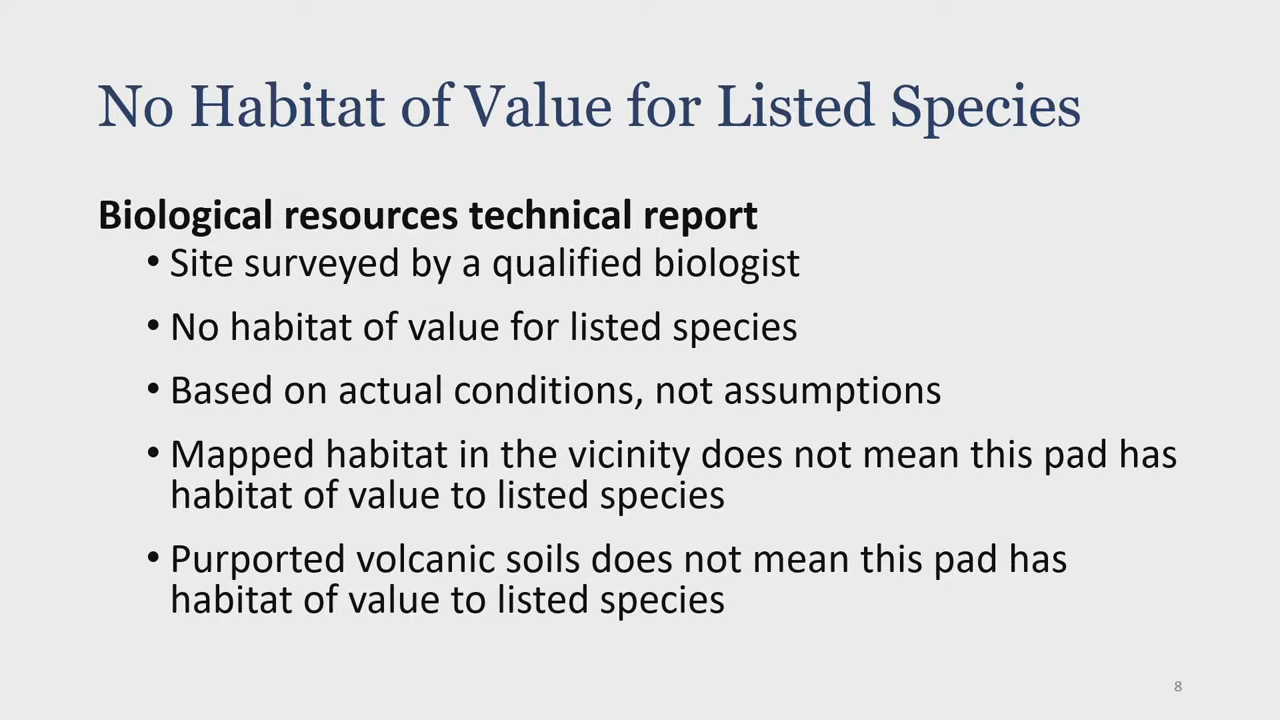 No Habitat of Value for Listed Species
Biological resources technical report
• Site surveyed by a qualified biologist
• No habitat of value for listed species
• Based on actual conditions, not assumptions
• Mapped habitat in the vicinity does not mean this pad has
habitat of value to listed species
• Purported volcanic soils does not mean this pad has
habitat of value to listed species
8